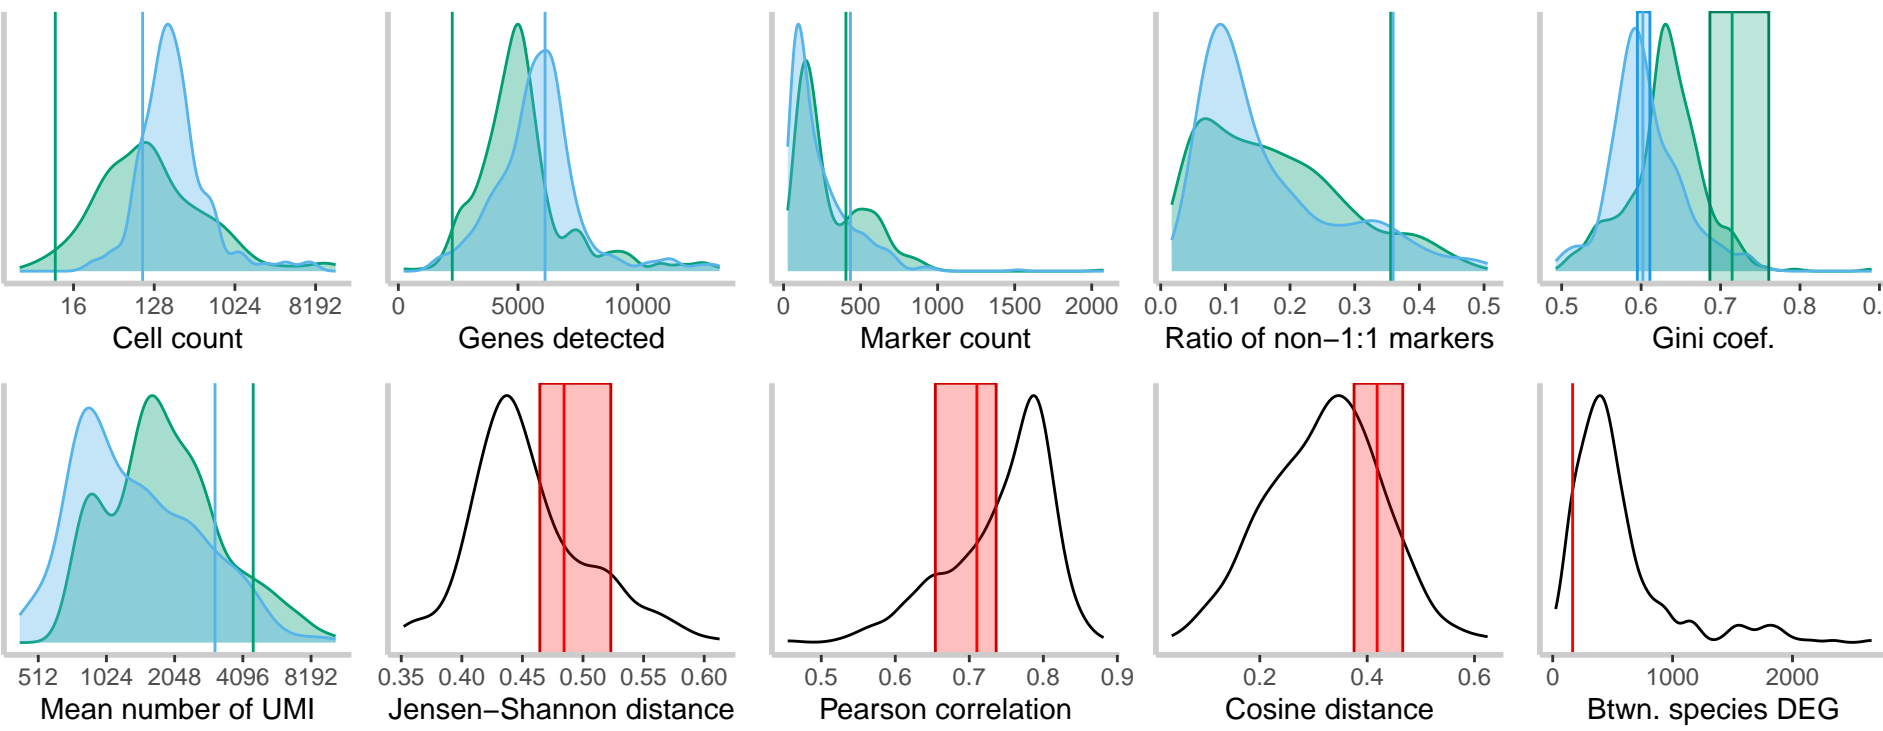 16 128 1024 8192
Cell count
0 5000 10000
Genes detected
0 500 1000 1500 2000
Marker count
0.0 0.1 0.2 0.3 0.4 0.5
Ratio of non−1:1 markers
0.5 0.6 0.7 0.8 0.
Gini coef.
512 1024 2048 4096 8192
Mean number of UMI
0.35 0.40 0.45 0.50 0.55 0.60
Jensen−Shannon distance
0.5 0.6 0.7 0.8 0.9
Pearson correlation
0.2 0.4 0.6
Cosine distance
0 1000 2000
Btwn. species DEG